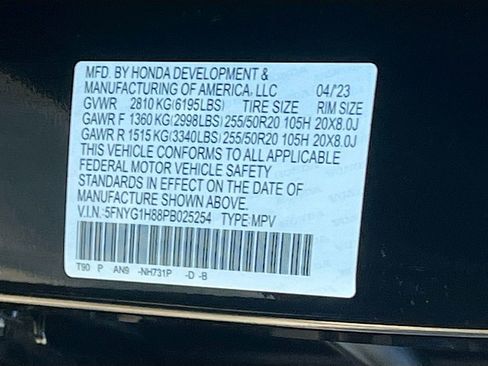 MFD. BY HONDA DEVELOPMENT &
MANUFACTURING OF AMERICA, LLC 04/'23
GVWR 2810 KG(6195LBS) TIRE SIZE RIM SIZE
GAWR F 1360 KG(2998LBS) 255/50R20 105H 20X8.0J
GAWR R 1515 KG(3340LBS) 255/50R20 105H 20X8.0J
THIS VEHICLE CONFORMS TO ALL APPLICABLE
FEDERAL MOTOR VEHICLE SAFETY
STANDARDS IN EFFECT ON THE DATE OF
MANUFACTURE SHOWN ABOVE.
V.I.N.:5FNYG1H88PB025254 TYPE:MPV
T90 P AN9 -NH731P -D -B